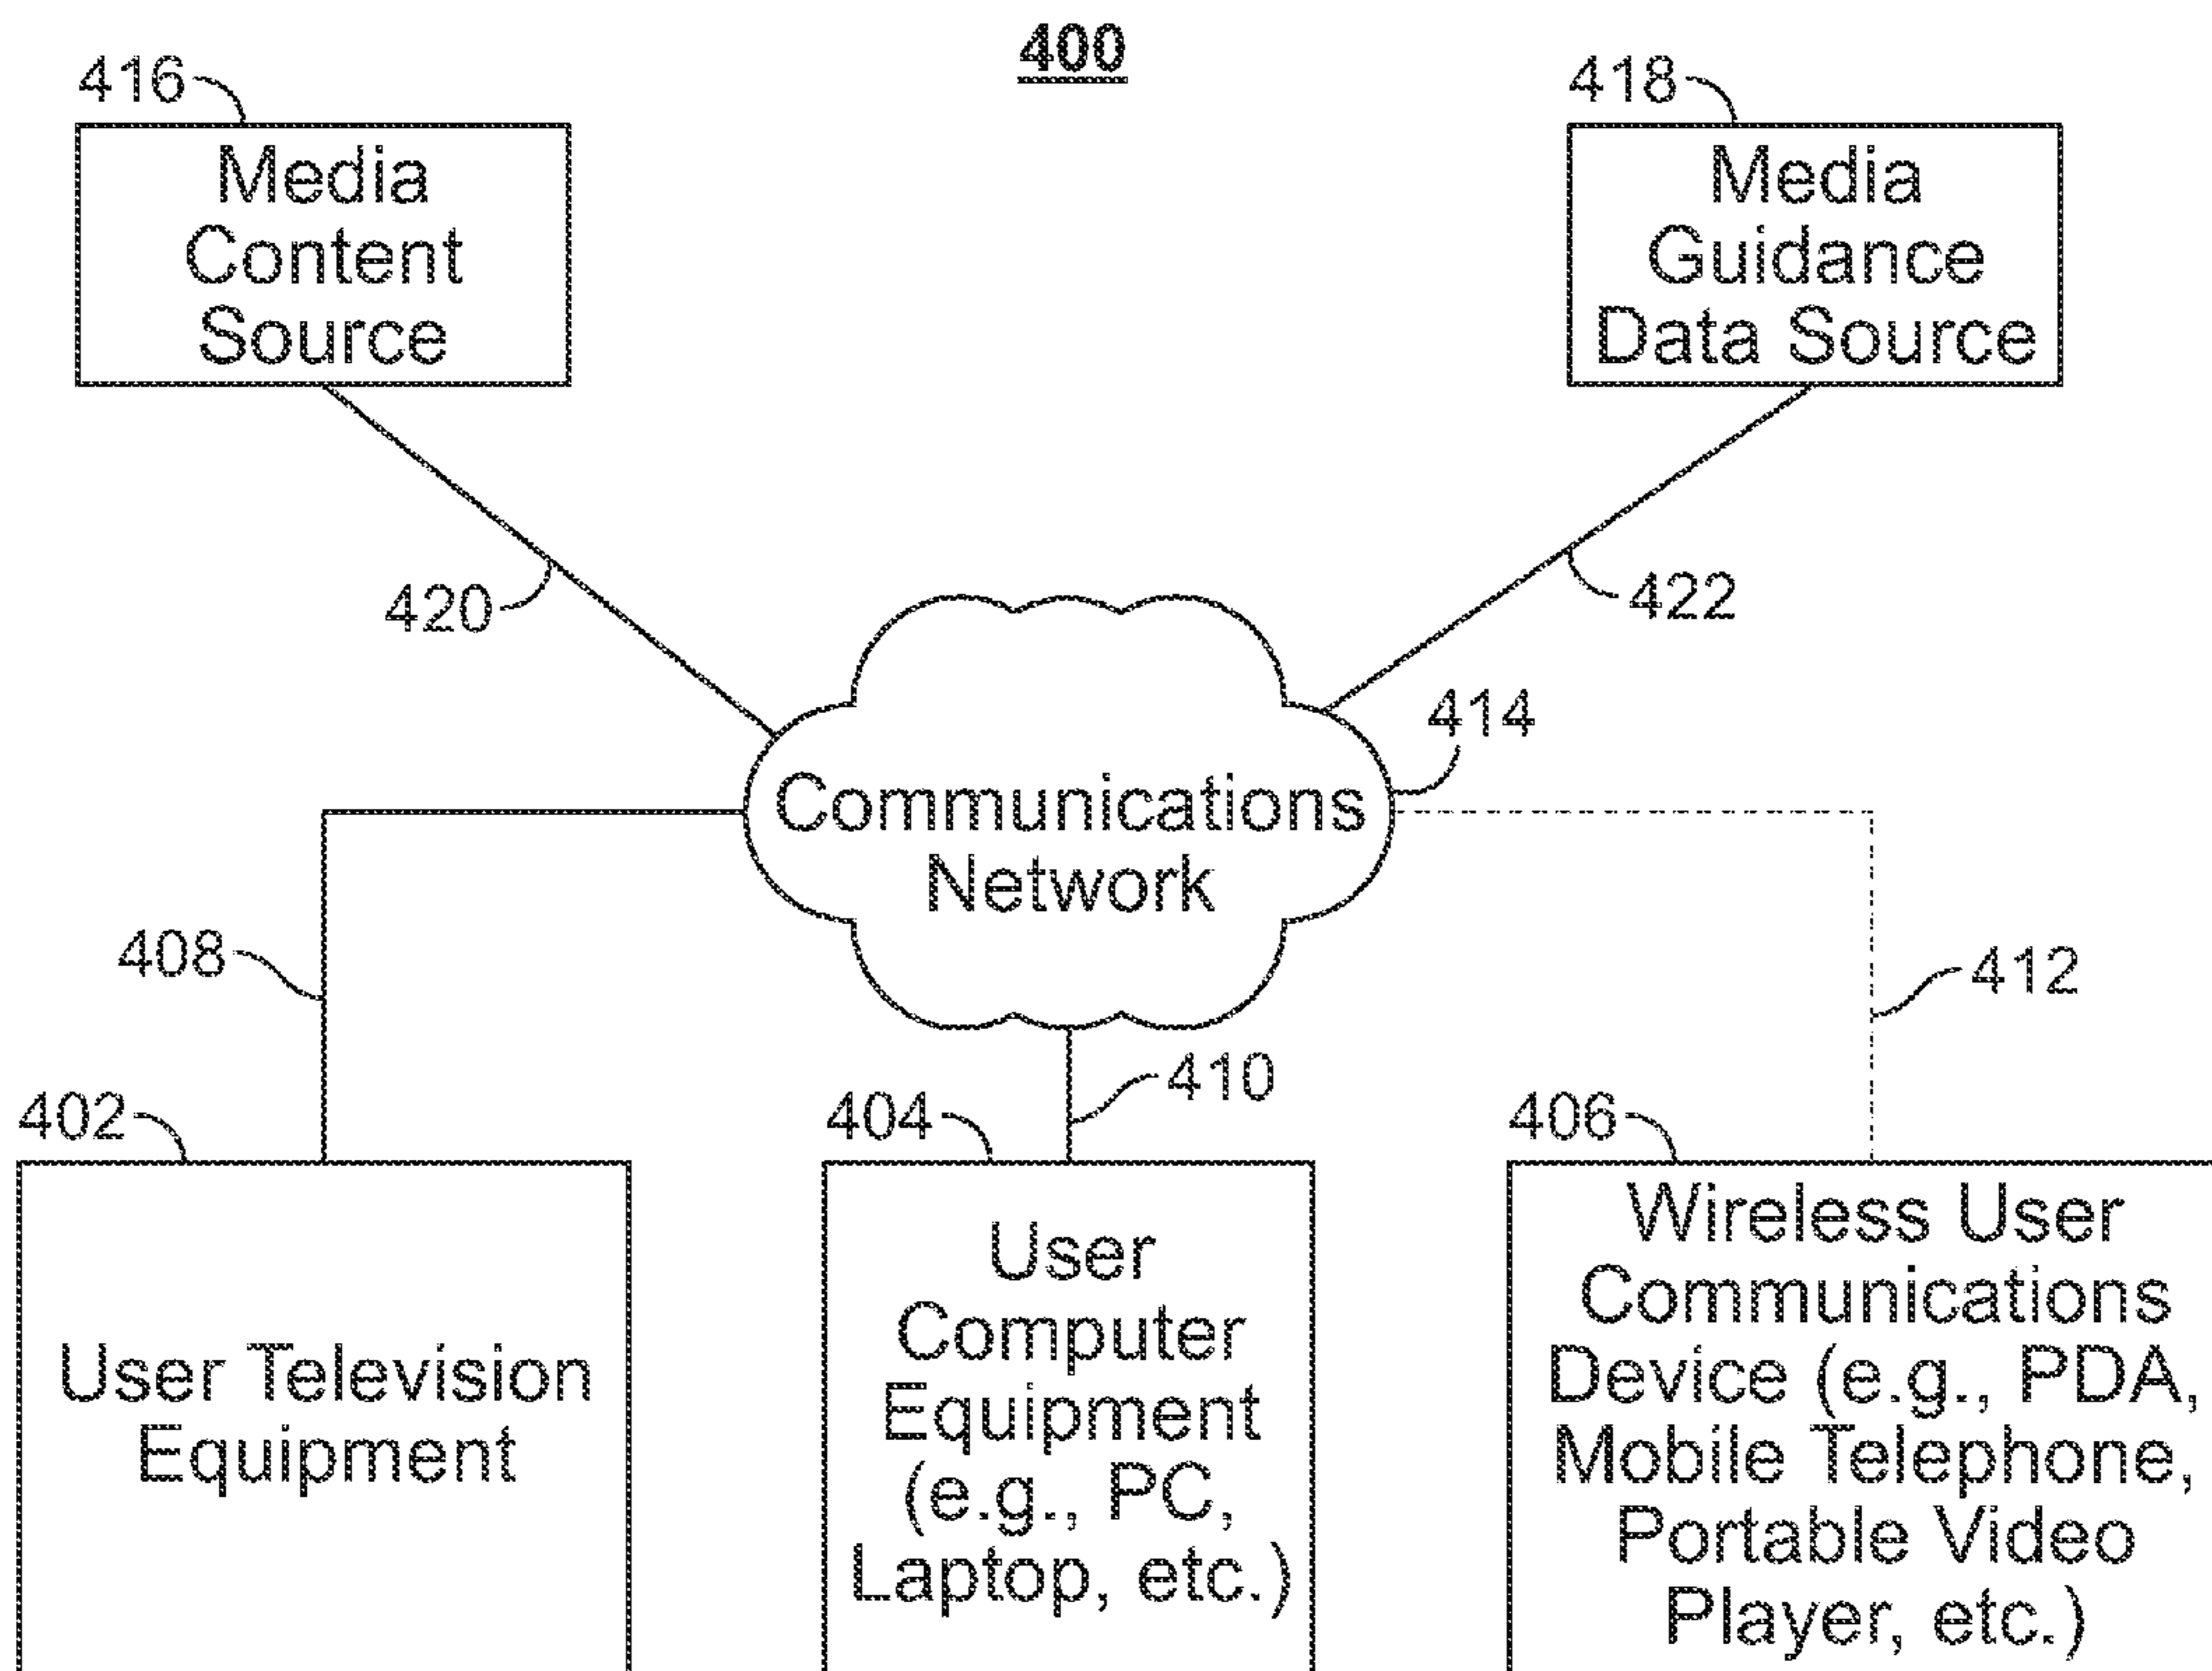 400
416
Media
Content
Source
418
Media
Guidance
Data Source
420
422
414
Communications
Network
408
412
410
402
User Television
Equipment
404
User
Computer
Equipment
(e.g., PC,
Laptop, etc.)
406
Wireless User
Communications
Device (e.g., PDA,
Mobile Telephone,
Portable Video
Player, etc.)